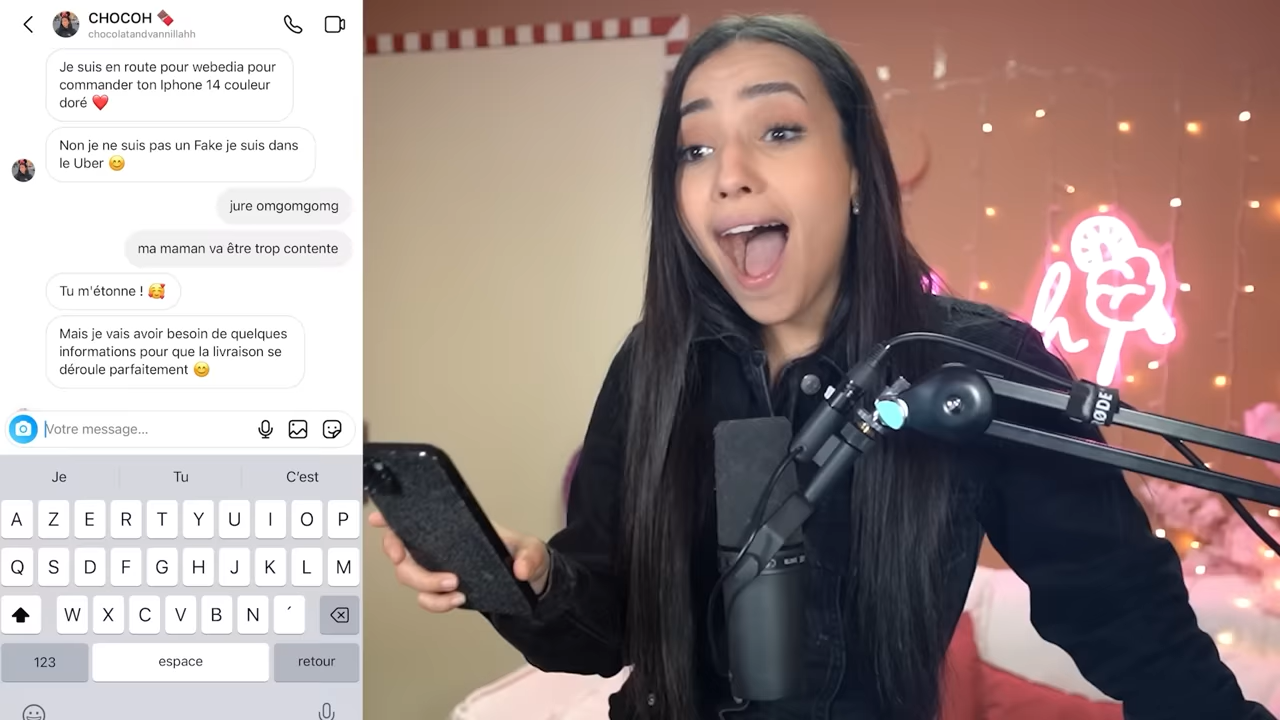 CHOCOH 🍫
chocolatandvannillahh
Je suis en route pour webedia pour
commander ton Iphone 14 couleur
doré ❤️
Non je ne suis pas un Fake je suis dans
le Uber 😊
jure omgomgomg
ma maman va être trop contente
Tu m'étonne ! 🥰
Mais je vais avoir besoin de quelques
informations pour que la livraison se
déroule parfaitement 😊
Votre message...
Je Tu C'est
A Z E R T Y U I O P
Q S D F G H J K L M
W X C V B N ´
123 espace retour
RØDE
h